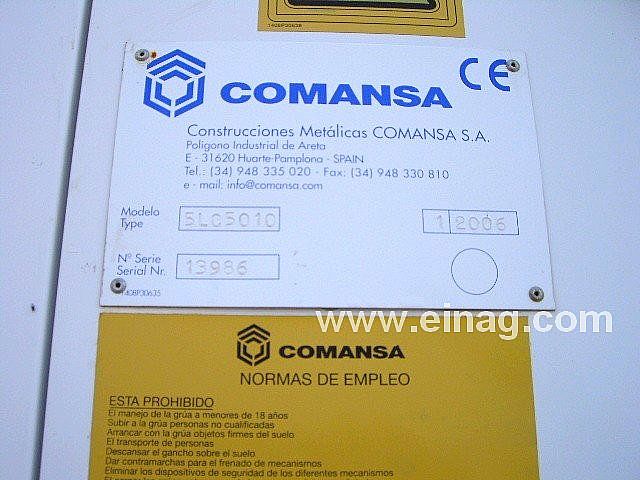 1408P30638
COMANSA
CE
Construcciones Metálicas COMANSA S.A.
Polígono Industrial de Areta
E - 31620 Huarte-Pamplona - SPAIN
Tel.: (34) 948 335 020 - Fax: (34) 948 330 810
e - mail: info@comansa.com
Modelo
Type
5LC5010
1 2006
Nº Serie
Serial Nr.
13986
1408P30635
www.einag.com
COMANSA
NORMAS DE EMPLEO
ESTA PROHIBIDO
El manejo de la grúa a menores de 18 años
Subir a la grúa personas no cualificadas
Arrancar con la grúa objetos firmes del suelo
El transporte de personas
Descansar el gancho sobre el suelo
Dar contramarchas para el frenado de mecanismos
Eliminar los dispositivos de seguridad de los diferentes mecanismos